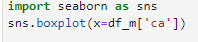 import seaborn as sns
sns.boxplot(x=df_m['ca'])